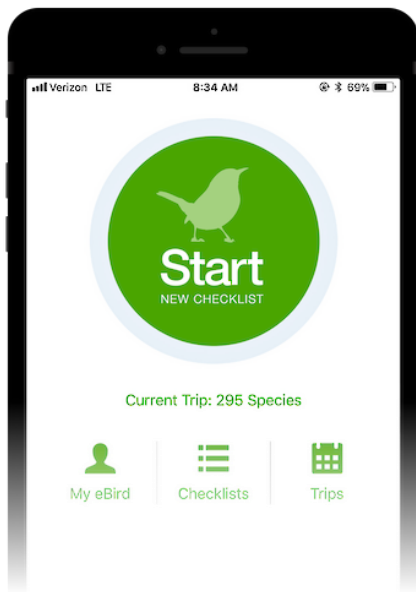 Verizon LTE 8:34 AM 69%
Start
NEW CHECKLIST
Current Trip: 295 Species
My eBird Checklists Trips